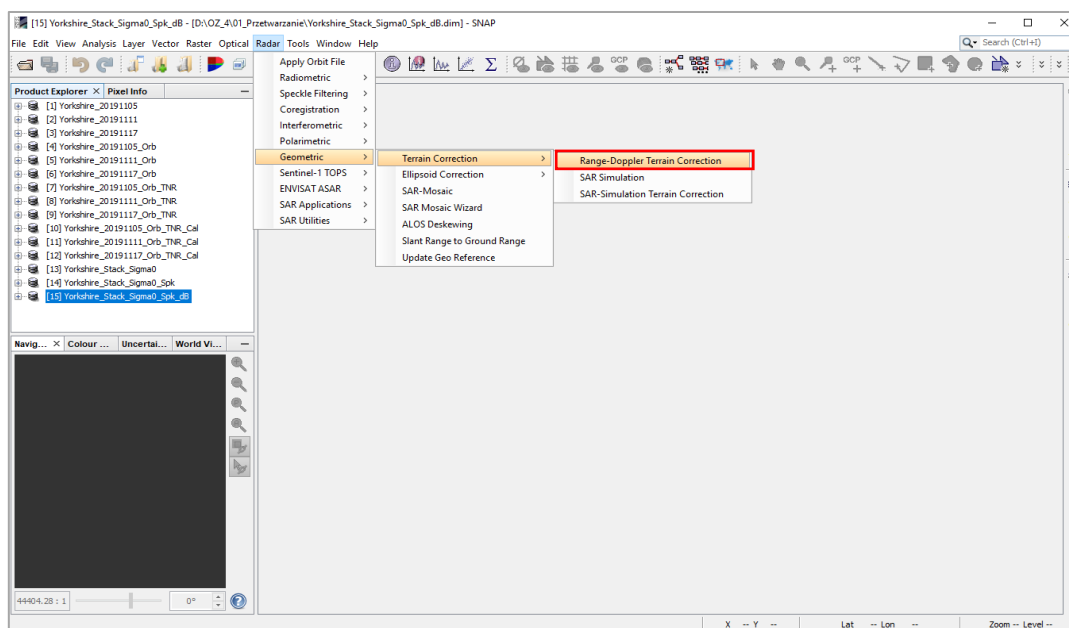 [15] Yorkshire_Stack_Sigma0_Spk_dB - [D:\OZ_4\01_Przetwarzanie\Yorkshire_Stack_Sigma0_Spk_dB.dim] - SNAP
File Edit View Analysis Layer Vector Raster Optical Radar Tools Window Help
Search (Ctrl+I)
GCP
GCP
Product Explorer Pixel Info
[1] Yorkshire_20191105
[2] Yorkshire_20191111
[3] Yorkshire_20191117
[4] Yorkshire_20191105_Orb
[5] Yorkshire_20191111_Orb
[6] Yorkshire_20191117_Orb
[7] Yorkshire_20191105_Orb_TNR
[8] Yorkshire_20191111_Orb_TNR
[9] Yorkshire_20191117_Orb_TNR
[10] Yorkshire_20191105_Orb_TNR_Cal
[11] Yorkshire_20191111_Orb_TNR_Cal
[12] Yorkshire_20191117_Orb_TNR_Cal
[13] Yorkshire_Stack_Sigma0
[14] Yorkshire_Stack_Sigma0_Spk
[15] Yorkshire_Stack_Sigma0_Spk_dB
Apply Orbit File
Radiometric
Speckle Filtering
Coregistration
Interferometric
Polarimetric
Geometric
Sentinel-1 TOPS
ENVISAT ASAR
SAR Applications
SAR Utilities
Terrain Correction
Ellipsoid Correction
SAR-Mosaic
SAR Mosaic Wizard
ALOS Deskewing
Slant Range to Ground Range
Update Geo Reference
Range-Doppler Terrain Correction
SAR Simulation
SAR-Simulation Terrain Correction
Navig... Colour ... Uncertai... World Vi...
44404.28 : 1
0°
X -- Y -- Lat -- Lon -- Zoom -- Level --